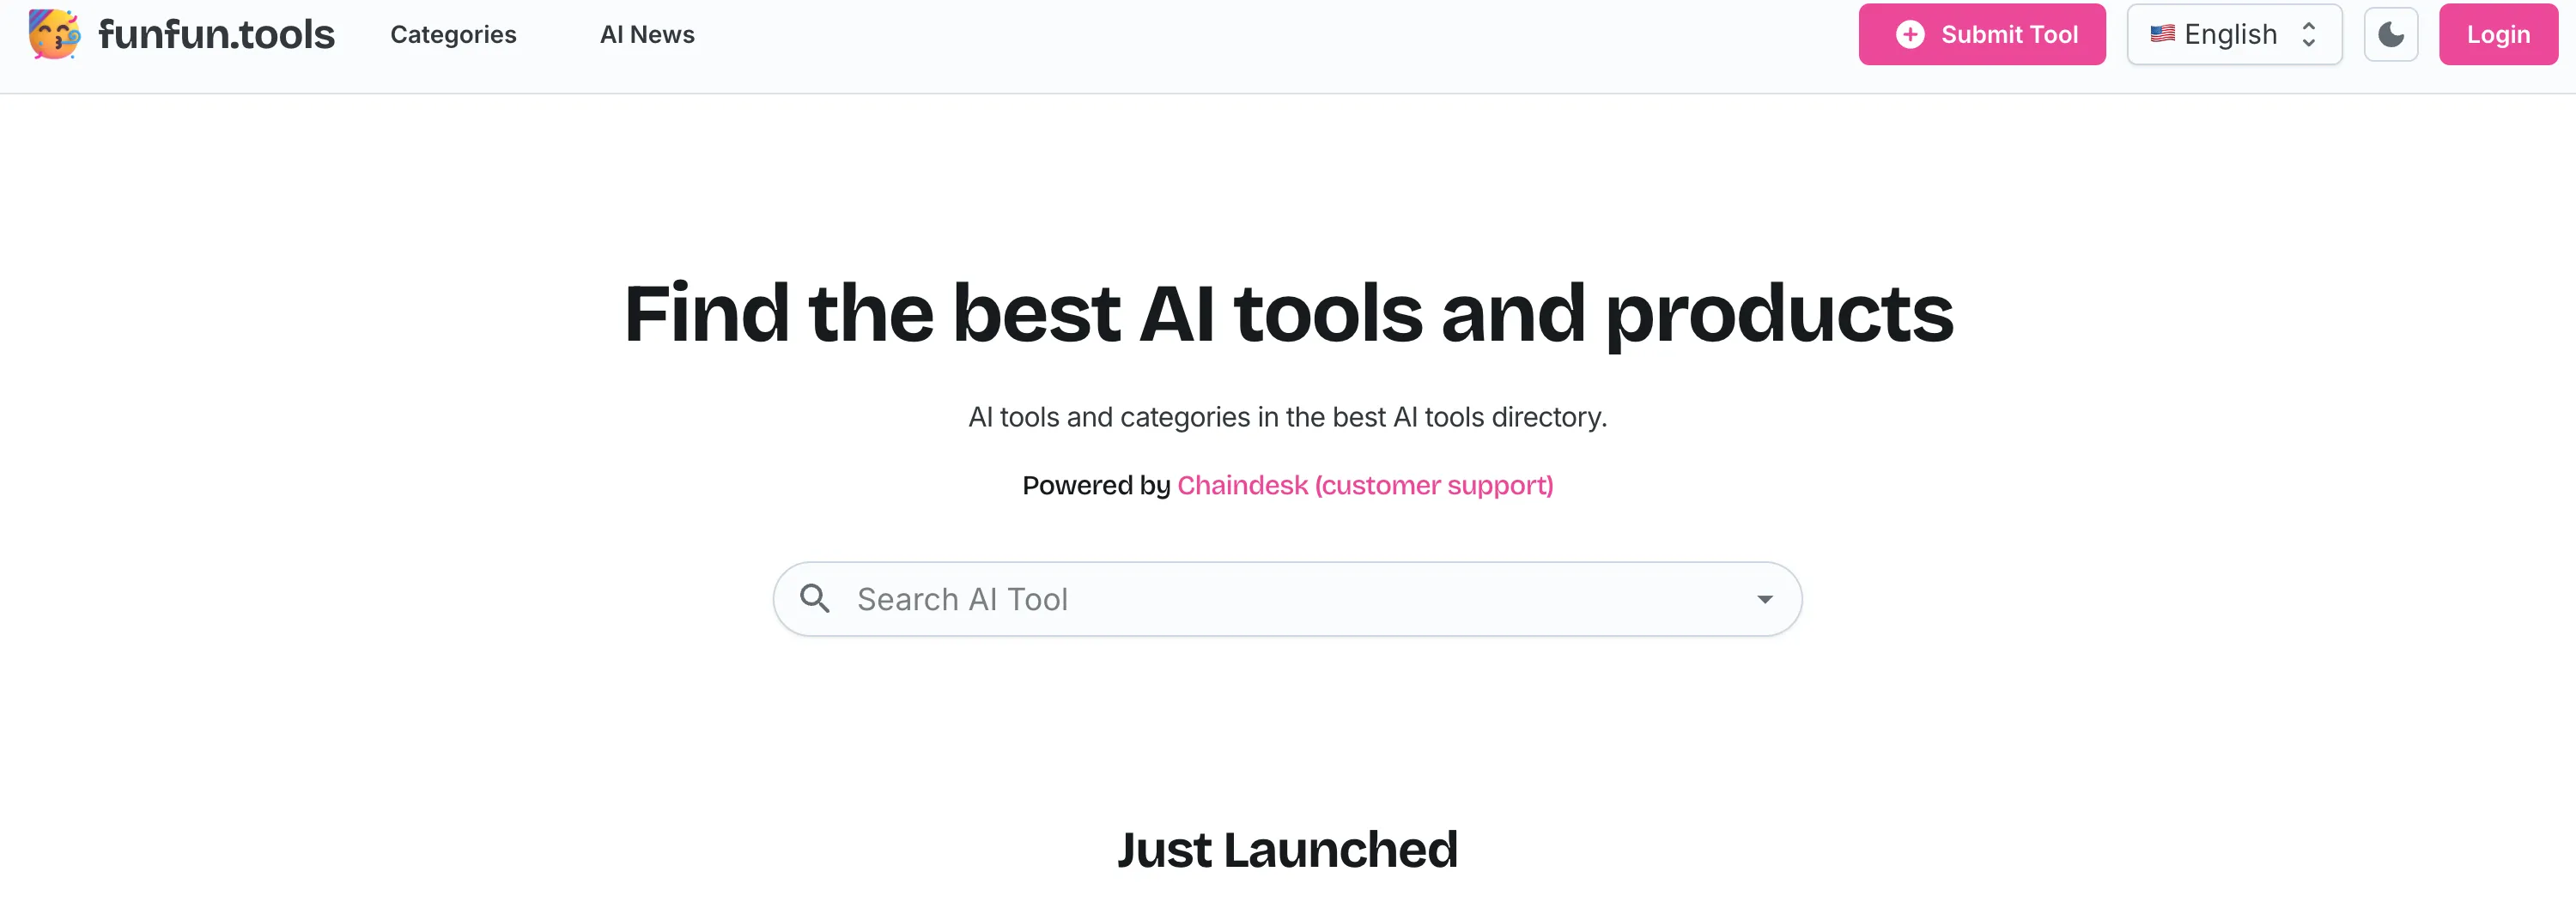 funfun.tools Categories AI News Submit Tool English Login
Find the best AI tools and products
AI tools and categories in the best AI tools directory.
Powered by Chaindesk (customer support)
Search AI Tool
Just Launched